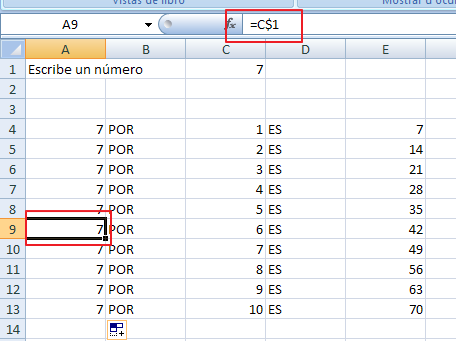 Vistas de libro Mostrar u ocu
A9 fx =C$1
A B C D E
1 Escribe un número 7
2
3
4 7 POR 1 ES 7
5 7 POR 2 ES 14
6 7 POR 3 ES 21
7 7 POR 4 ES 28
8 7 POR 5 ES 35
9 7 POR 6 ES 42
10 7 POR 7 ES 49
11 7 POR 8 ES 56
12 7 POR 9 ES 63
13 7 POR 10 ES 70
14